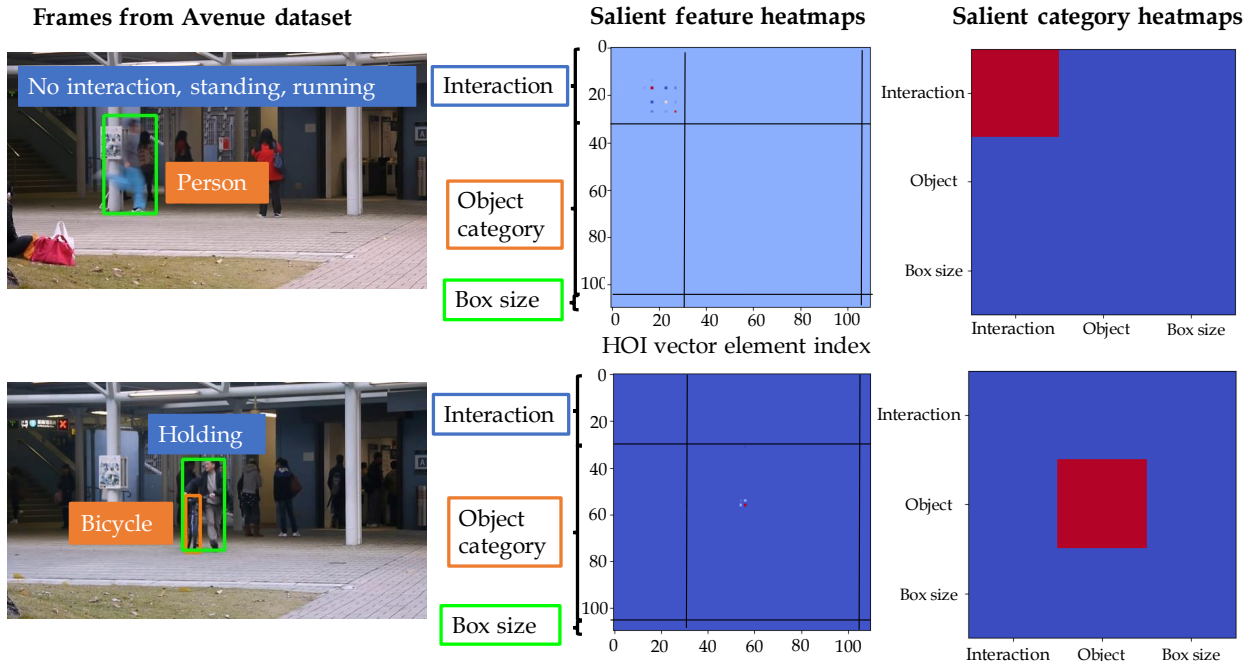 Frames from Avenue dataset
Salient feature heatmaps
Salient category heatmaps
No interaction, standing, running
Person
Interaction
Object
category
Box size
0
20
40
60
80
10
0 20 40 60 80 100
HOI vector element index
Interaction
Object
Box size
Interaction Object Box size
Holding
Bicycle
Interaction
Object
category
Box size
0
20
40
60
80
100
0 20 40 60 80 100
Interaction
Object
Box size
Interaction Object Box size